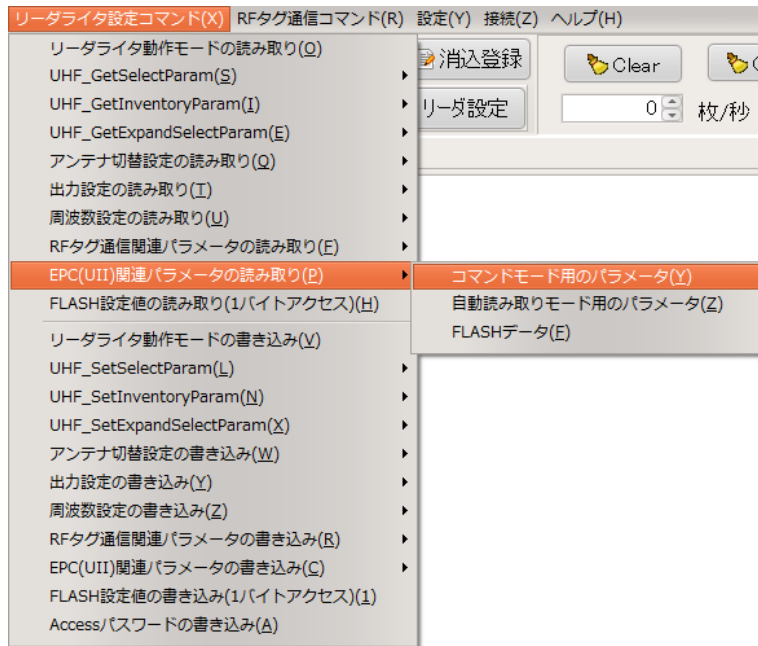 リーダライタ設定コマンド(X) RFタグ通信コマンド(R) 設定(Y) 接続(Z) ヘルプ(H)
消込登録
Clear
リーダ設定
0 枚/秒
リーダライタ動作モードの読み取り(O)
UHF_GetSelectParam(S)
UHF_GetInventoryParam(I)
UHF_GetExpandSelectParam(E)
アンテナ切替設定の読み取り(Q)
出力設定の読み取り(T)
周波数設定の読み取り(U)
RFタグ通信関連パラメータの読み取り(F)
EPC(UII)関連パラメータの読み取り(P)
コマンドモード用のパラメータ(Y)
自動読み取りモード用のパラメータ(Z)
FLASHデータ(F)
FLASH設定値の読み取り(1バイトアクセス)(H)
リーダライタ動作モードの書き込み(V)
UHF_SetSelectParam(L)
UHF_SetInventoryParam(N)
UHF_SetExpandSelectParam(X)
アンテナ切替設定の書き込み(W)
出力設定の書き込み(Y)
周波数設定の書き込み(Z)
RFタグ通信関連パラメータの書き込み(R)
EPC(UII)関連パラメータの書き込み(C)
FLASH設定値の書き込み(1バイトアクセス)(1)
Accessパスワードの書き込み(A)